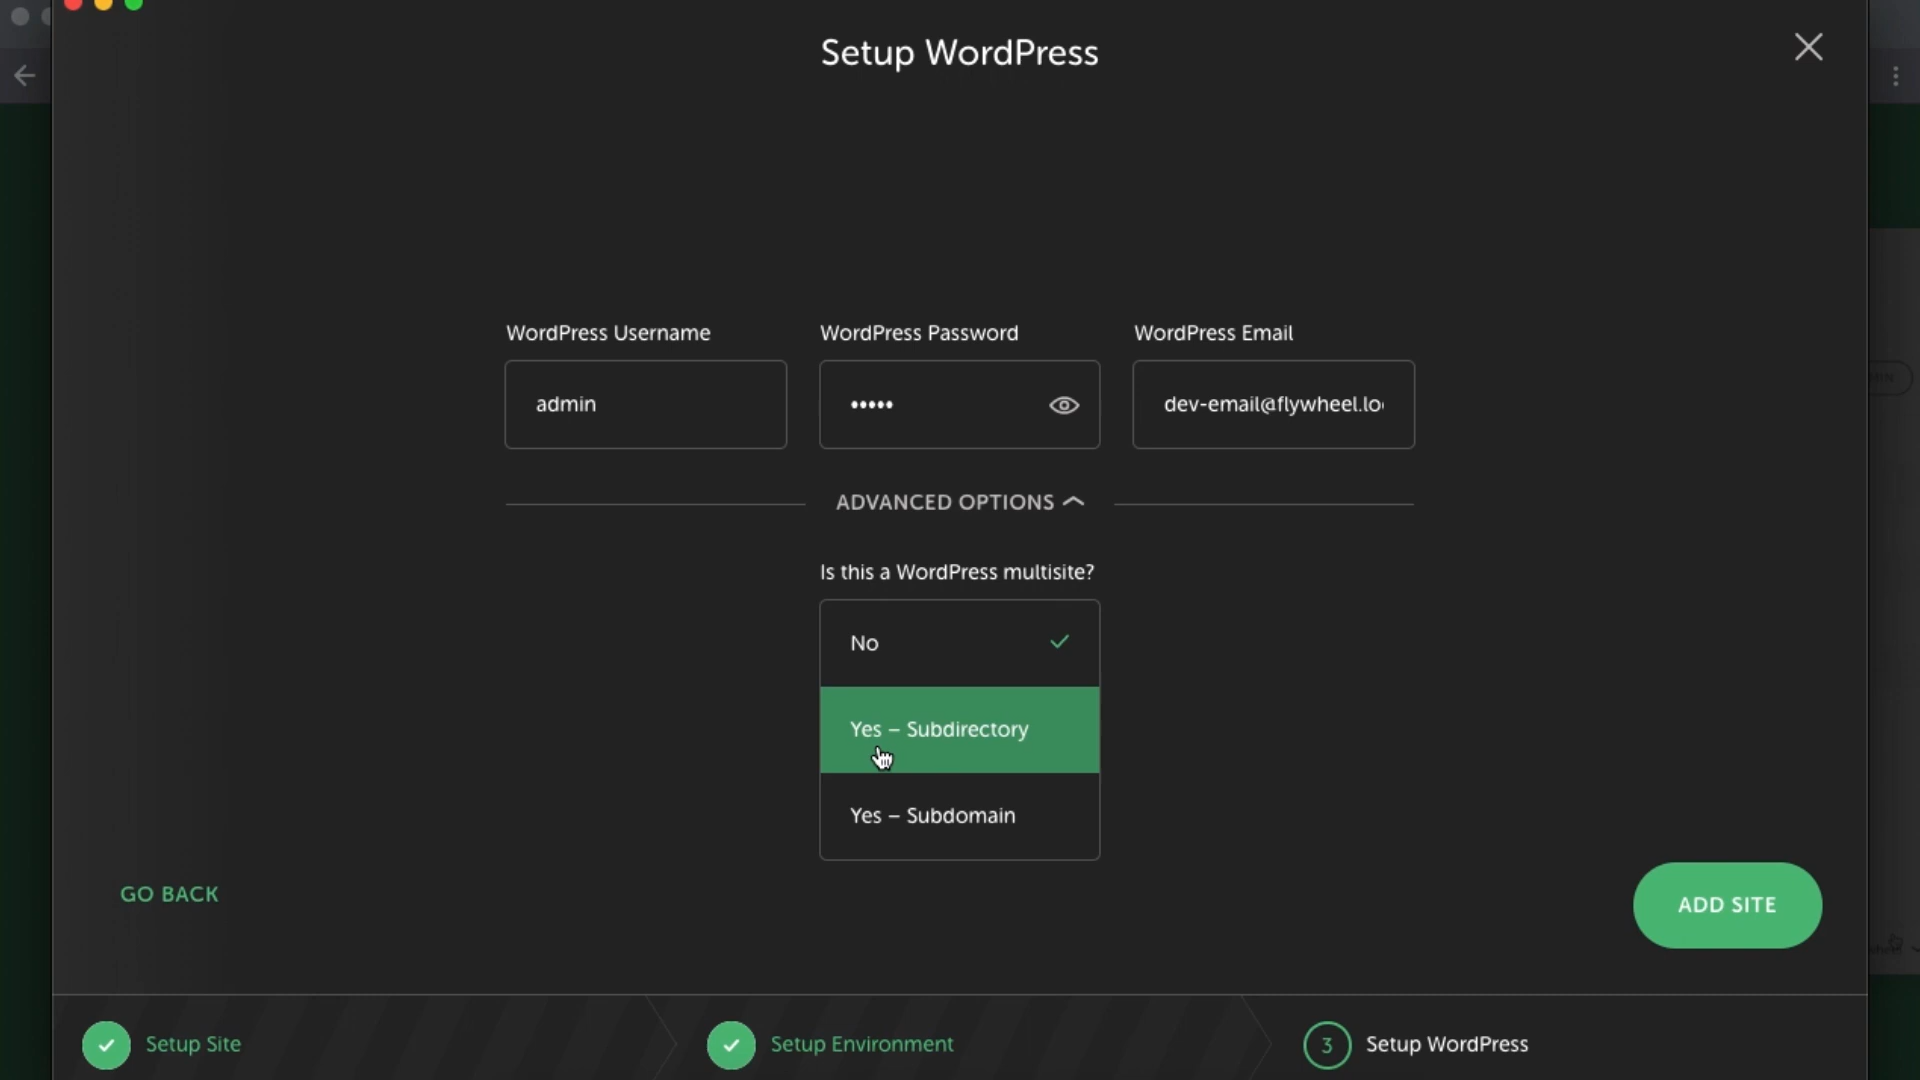 Setup WordPress
WordPress Username
WordPress Password
WordPress Email
admin
•••••
dev-email@flywheel.lo
ADVANCED OPTIONS
Is this a WordPress multisite?
No
Yes – Subdirectory
Yes – Subdomain
GO BACK
ADD SITE
Setup Site
Setup Environment
3
Setup WordPress